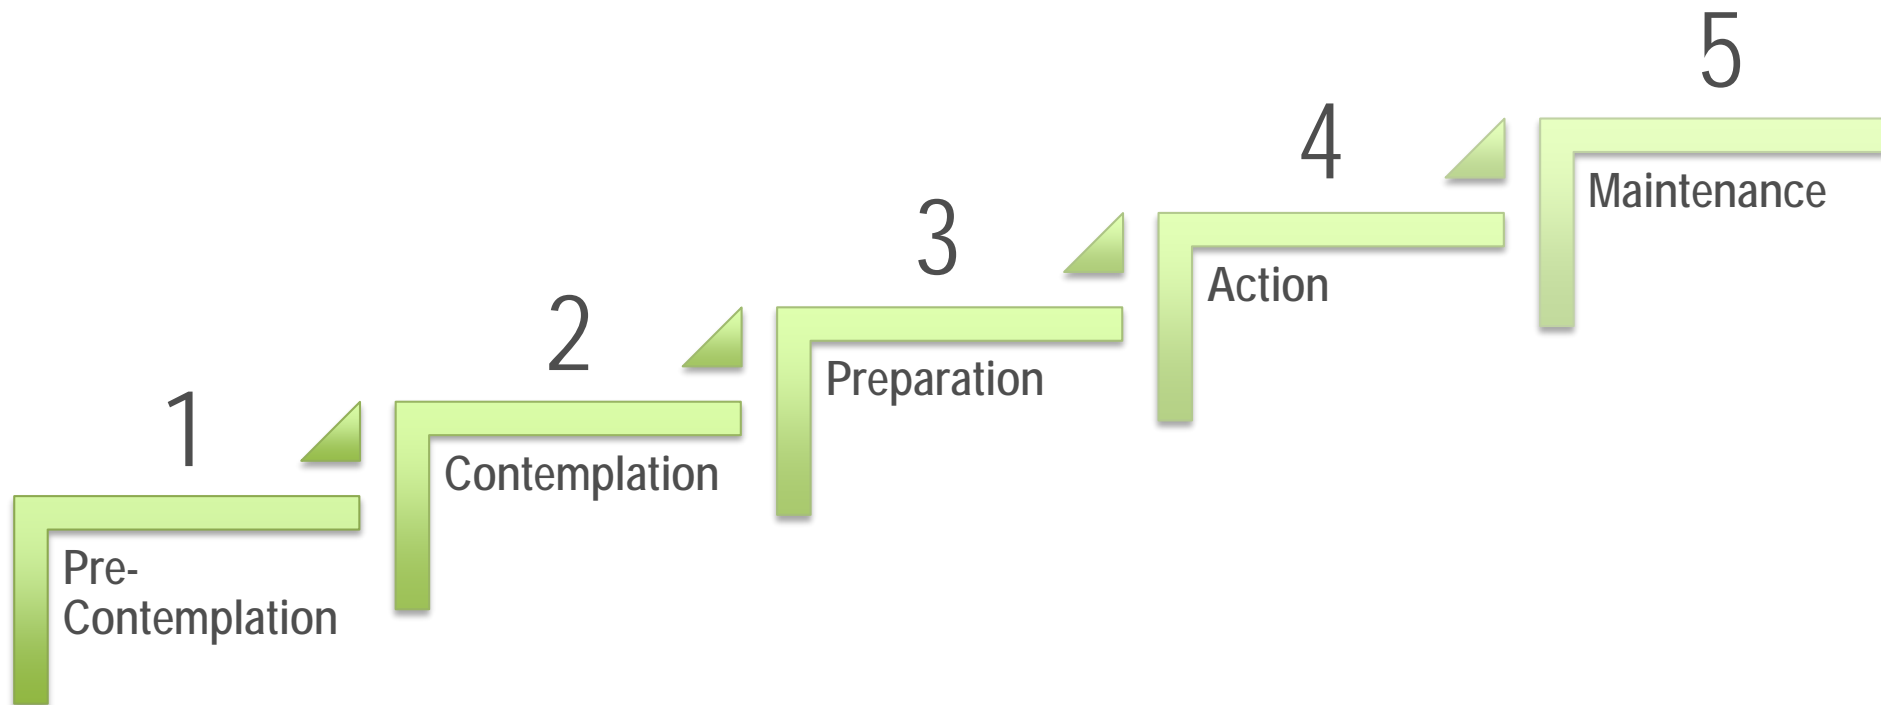 1
Pre-
Contemplation
2
Contemplation
3
Preparation
4
Action
5
Maintenance